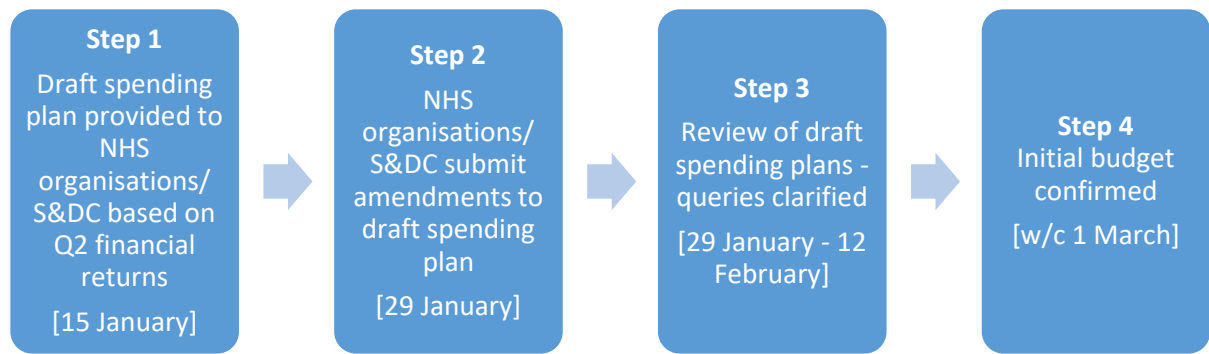 Step 1
Draft spending
plan provided to
NHS
organisations/
S&DC based on
Q2 financial
returns
[15 January]
Step 2
NHS
organisations/
S&DC submit
amendments to
draft spending
plan
[29 January]
Step 3
Review of draft
spending plans -
queries clarified
[29 January - 12
February]
Step 4
Initial budget
confirmed
[w/c 1 March]